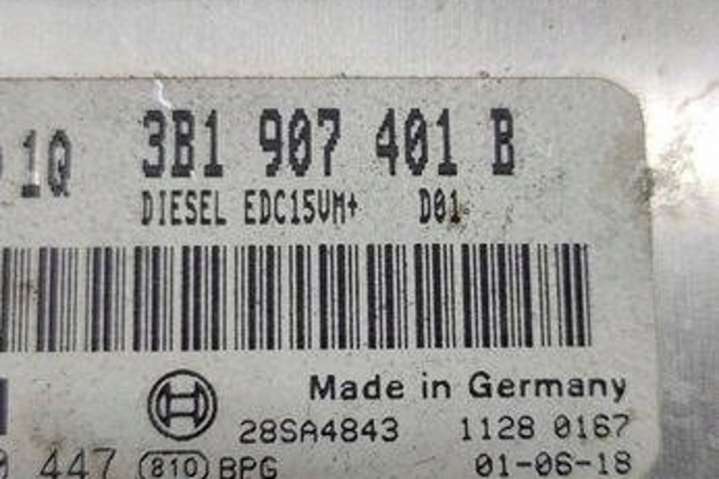 1Q 3B1 907 401 B
DIESEL EDC15VM+ D01
Made in Germany
28SA4843 1128 0167
447 810 BPG 01-06-18